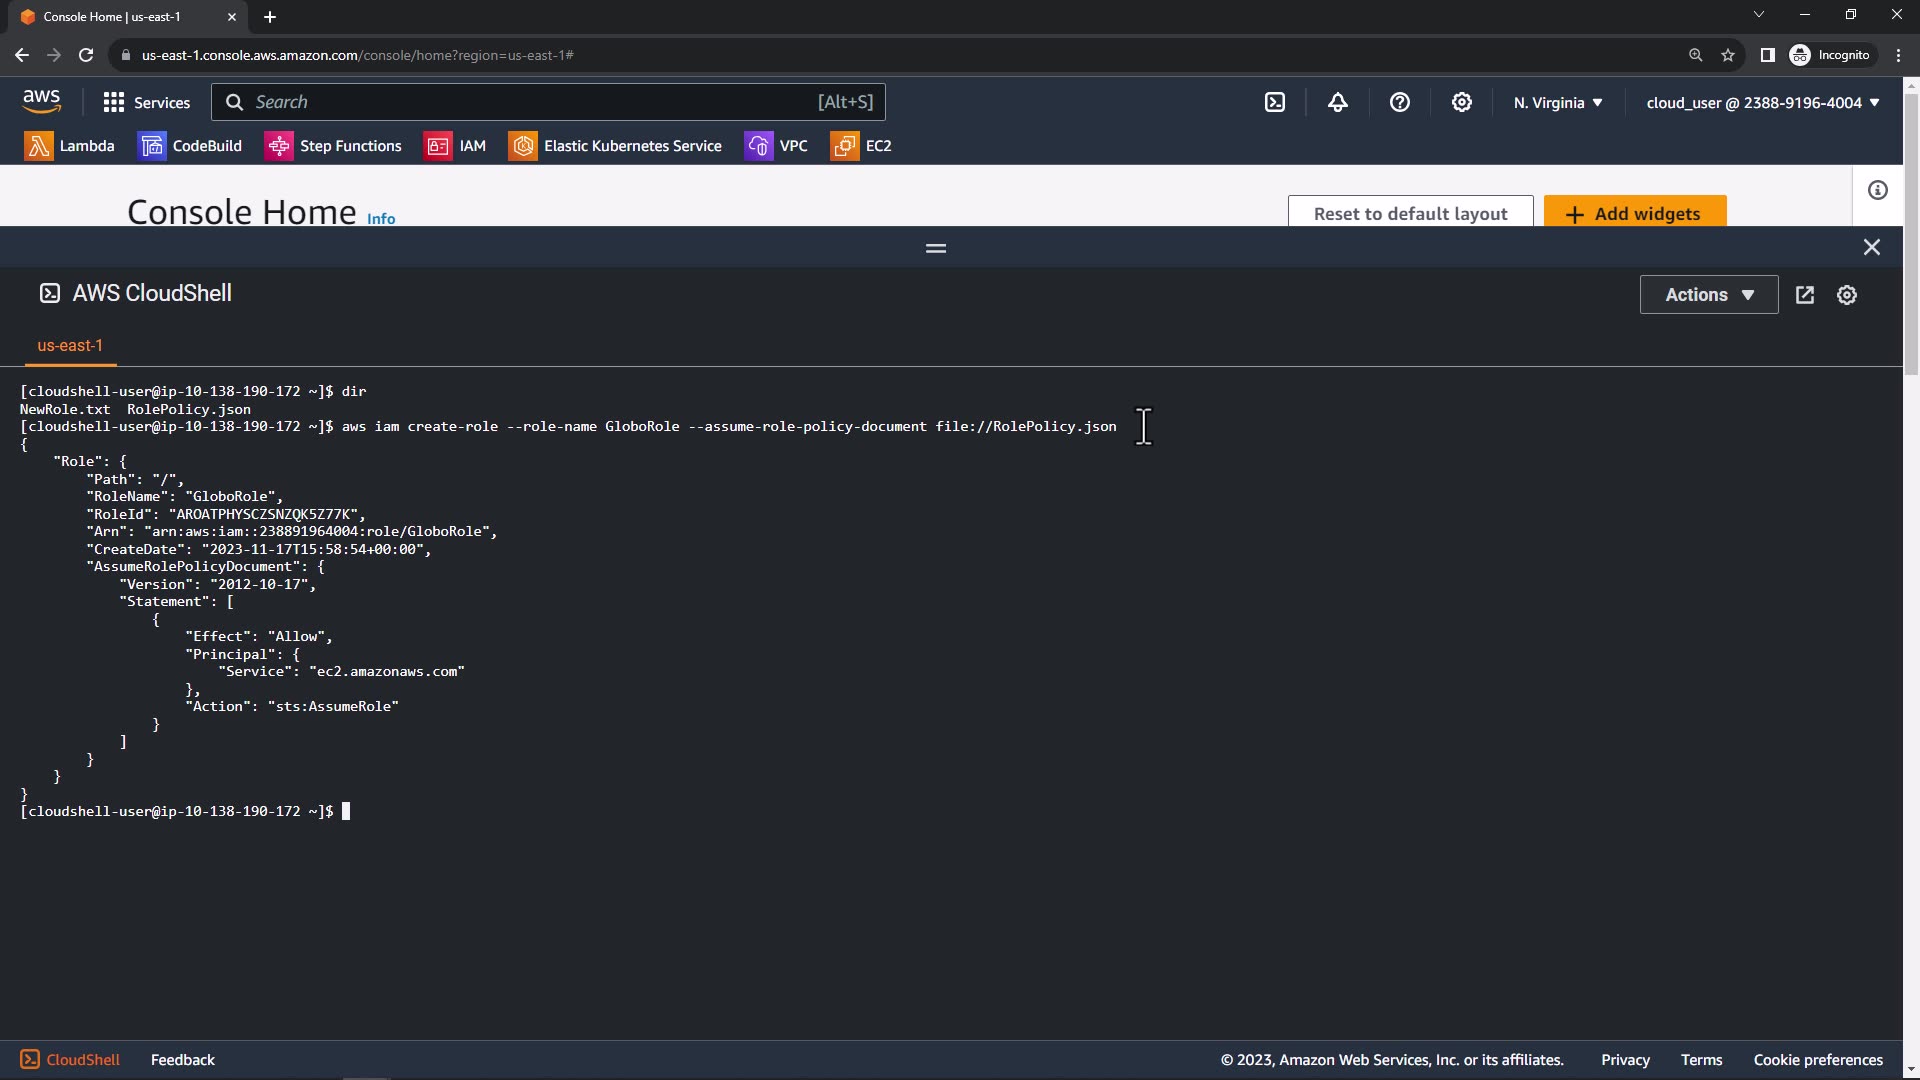 Console Home | us-east-1
us-east-1.console.aws.amazon.com/console/home?region=us-east-1#
Incognito
aws
Services
Search
[Alt+S]
N. Virginia
cloud_user @ 2388-9196-4004
Lambda
CodeBuild
Step Functions
IAM
Elastic Kubernetes Service
VPC
EC2
Console Home Info
Reset to default layout
Add widgets
AWS CloudShell
Actions
us-east-1
[cloudshell-user@ip-10-138-190-172 ~]$ dir
NewRole.txt  RolePolicy.json
[cloudshell-user@ip-10-138-190-172 ~]$ aws iam create-role --role-name GloboRole --assume-role-policy-document file://RolePolicy.json
{
    "Role": {
        "Path": "/",
        "RoleName": "GloboRole",
        "RoleId": "AROATPHYSCZSNZQK5Z77K",
        "Arn": "arn:aws:iam::238891964004:role/GloboRole",
        "CreateDate": "2023-11-17T15:58:54+00:00",
        "AssumeRolePolicyDocument": {
            "Version": "2012-10-17",
            "Statement": [
                {
                    "Effect": "Allow",
                    "Principal": {
                        "Service": "ec2.amazonaws.com"
                    },
                    "Action": "sts:AssumeRole"
                }
            ]
        }
    }
}
[cloudshell-user@ip-10-138-190-172 ~]$
CloudShell
Feedback
© 2023, Amazon Web Services, Inc. or its affiliates.
Privacy
Terms
Cookie preferences